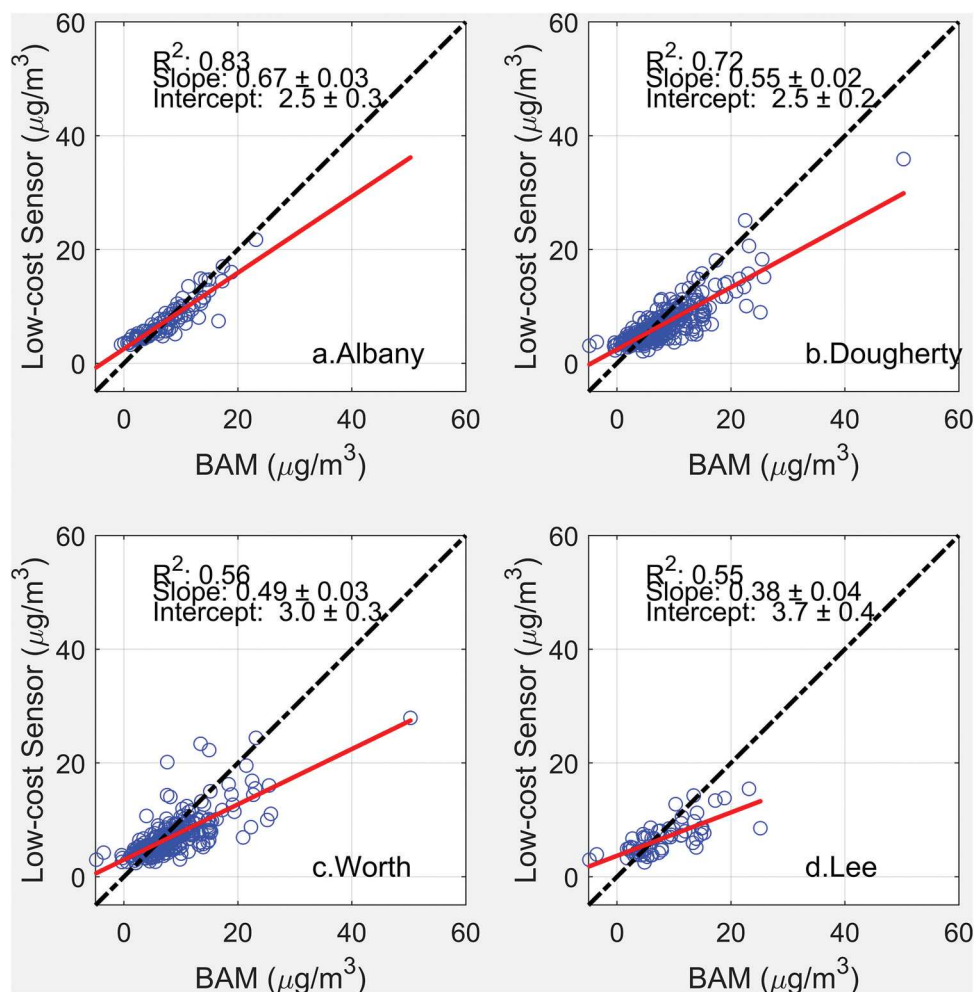 60
40
20
0
Low-cost Sensor (μg/m³)
R²: 0.83
Slope: 0.67 ± 0.03
Intercept: 2.5 ± 0.3
a.Albany
0 20 40 60
BAM (μg/m³)
60
40
20
0
Low-cost Sensor (μg/m³)
R²: 0.72
Slope: 0.55 ± 0.02
Intercept: 2.5 ± 0.2
b.Dougherty
0 20 40 60
BAM (μg/m³)
60
40
20
0
Low-cost Sensor (μg/m³)
R²: 0.56
Slope: 0.49 ± 0.03
Intercept: 3.0 ± 0.3
c.Worth
0 20 40 60
BAM (μg/m³)
60
40
20
0
Low-cost Sensor (μg/m³)
R²: 0.55
Slope: 0.38 ± 0.04
Intercept: 3.7 ± 0.4
d.Lee
0 20 40 60
BAM (μg/m³)